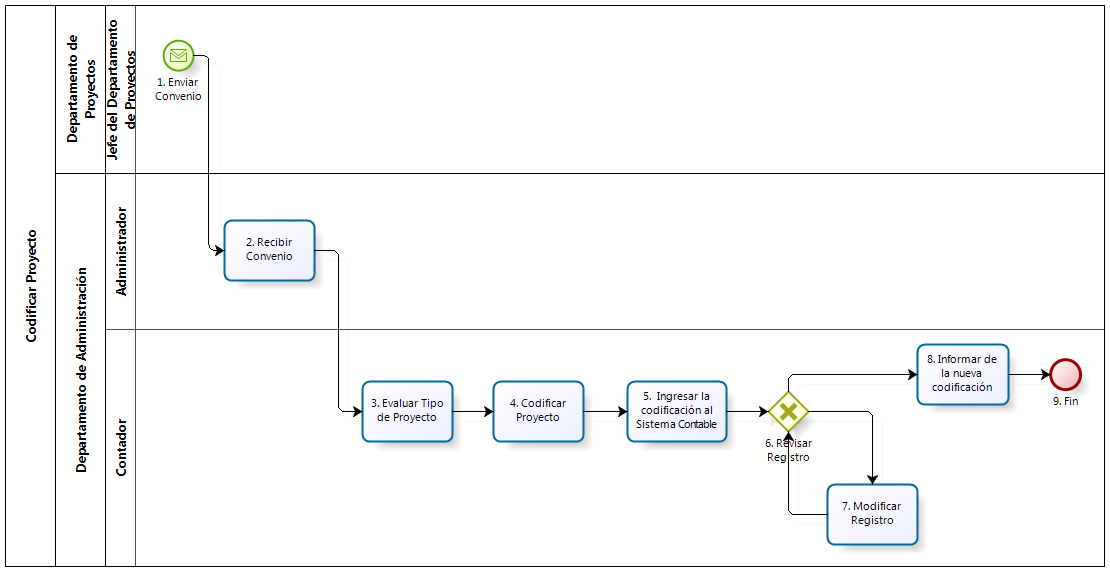 Codificar Proyecto
Departamento de
Proyectos
Jefe del Departamento
de Proyectos
1. Enviar
Convenio
Departamento de Administración
Administrador
2. Recibir
Convenio
Contador
3. Evaluar Tipo
de Proyecto
4. Codificar
Proyecto
5. Ingresar la
codificación al
Sistema Contable
6. Revisar
Registro
7. Modificar
Registro
8. Informar de
la nueva
codificación
9. Fin